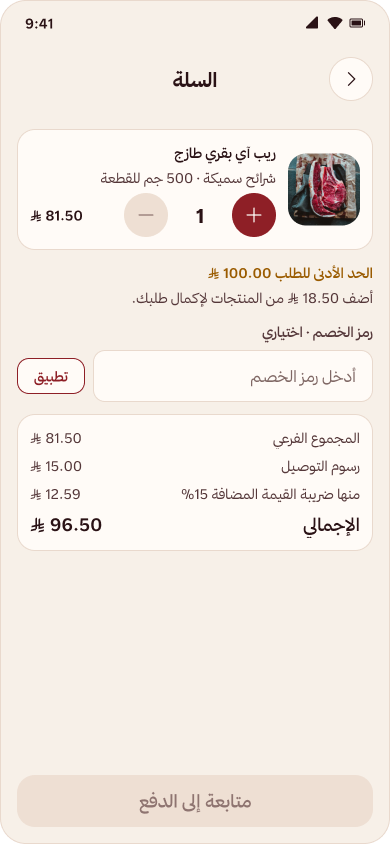 9:41
السلة
ريب آي بقري طازج
شرائح سميكة · 500 جم للقطعة
1
81.50 ⃁
الحد الأدنى للطلب 100.00 ⃁
أضف 18.50 ⃁ من المنتجات لإكمال طلبك.
رمز الخصم · اختياري
أدخل رمز الخصم
تطبيق
المجموع الفرعي 81.50 ⃁
رسوم التوصيل 15.00 ⃁
منها ضريبة القيمة المضافة 15% 12.59 ⃁
الإجمالي 96.50 ⃁
متابعة إلى الدفع